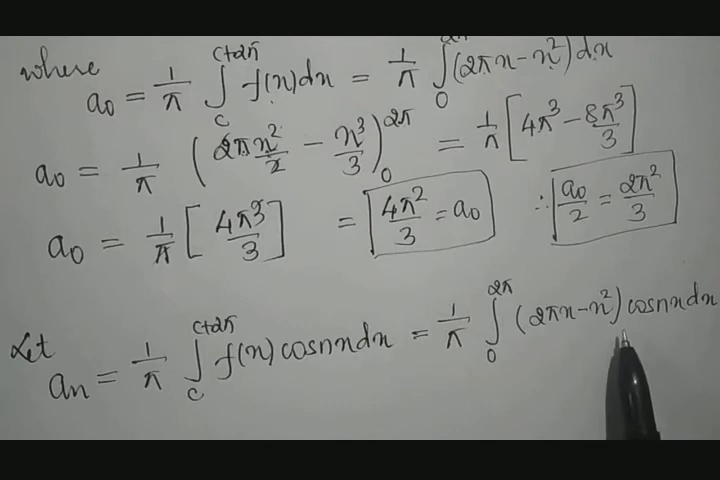 where
a₀ = 1/π ∫_c^{c+2π} f(x)dx = 1/π ∫_0^{2π} (2πx − x²)dx
a₀ = 1/π (2πx²/2 − x³/3)_0^{2π} = 1/π [4π³ − 8π³/3]
a₀ = 1/π [4π³/3] = 4π²/3 = a₀ ∴ a₀/2 = 2π²/3
Let
aₙ = 1/π ∫_c^{c+2π} f(x) cosnx dx = 1/π ∫_0^{2π} (2πx − x²) cosnx dx